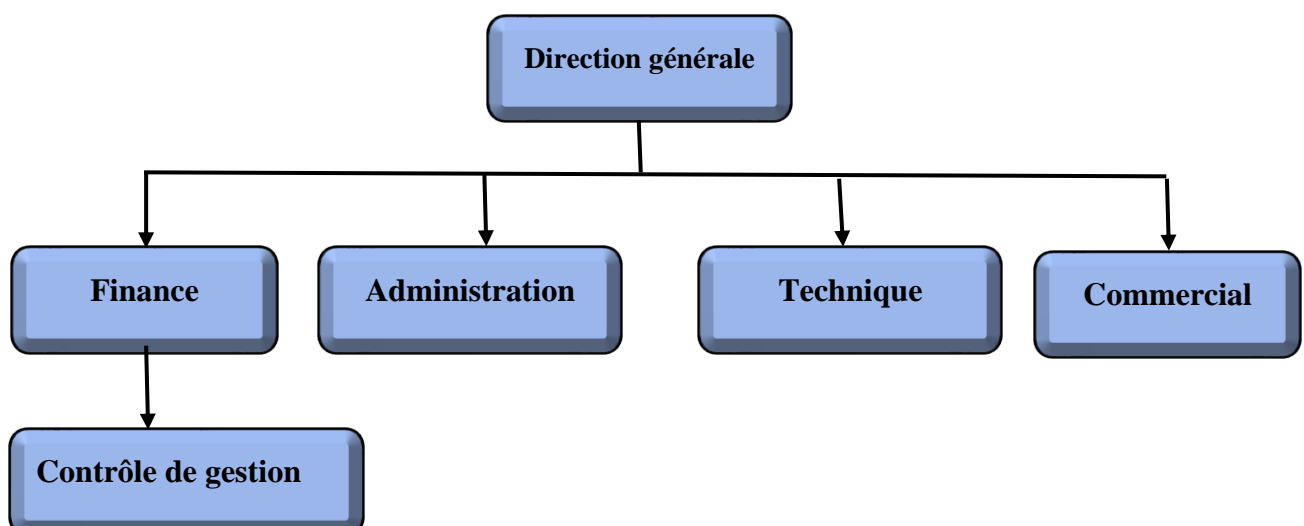 Direction générale
Finance
Administration
Technique
Commercial
Contrôle de gestion